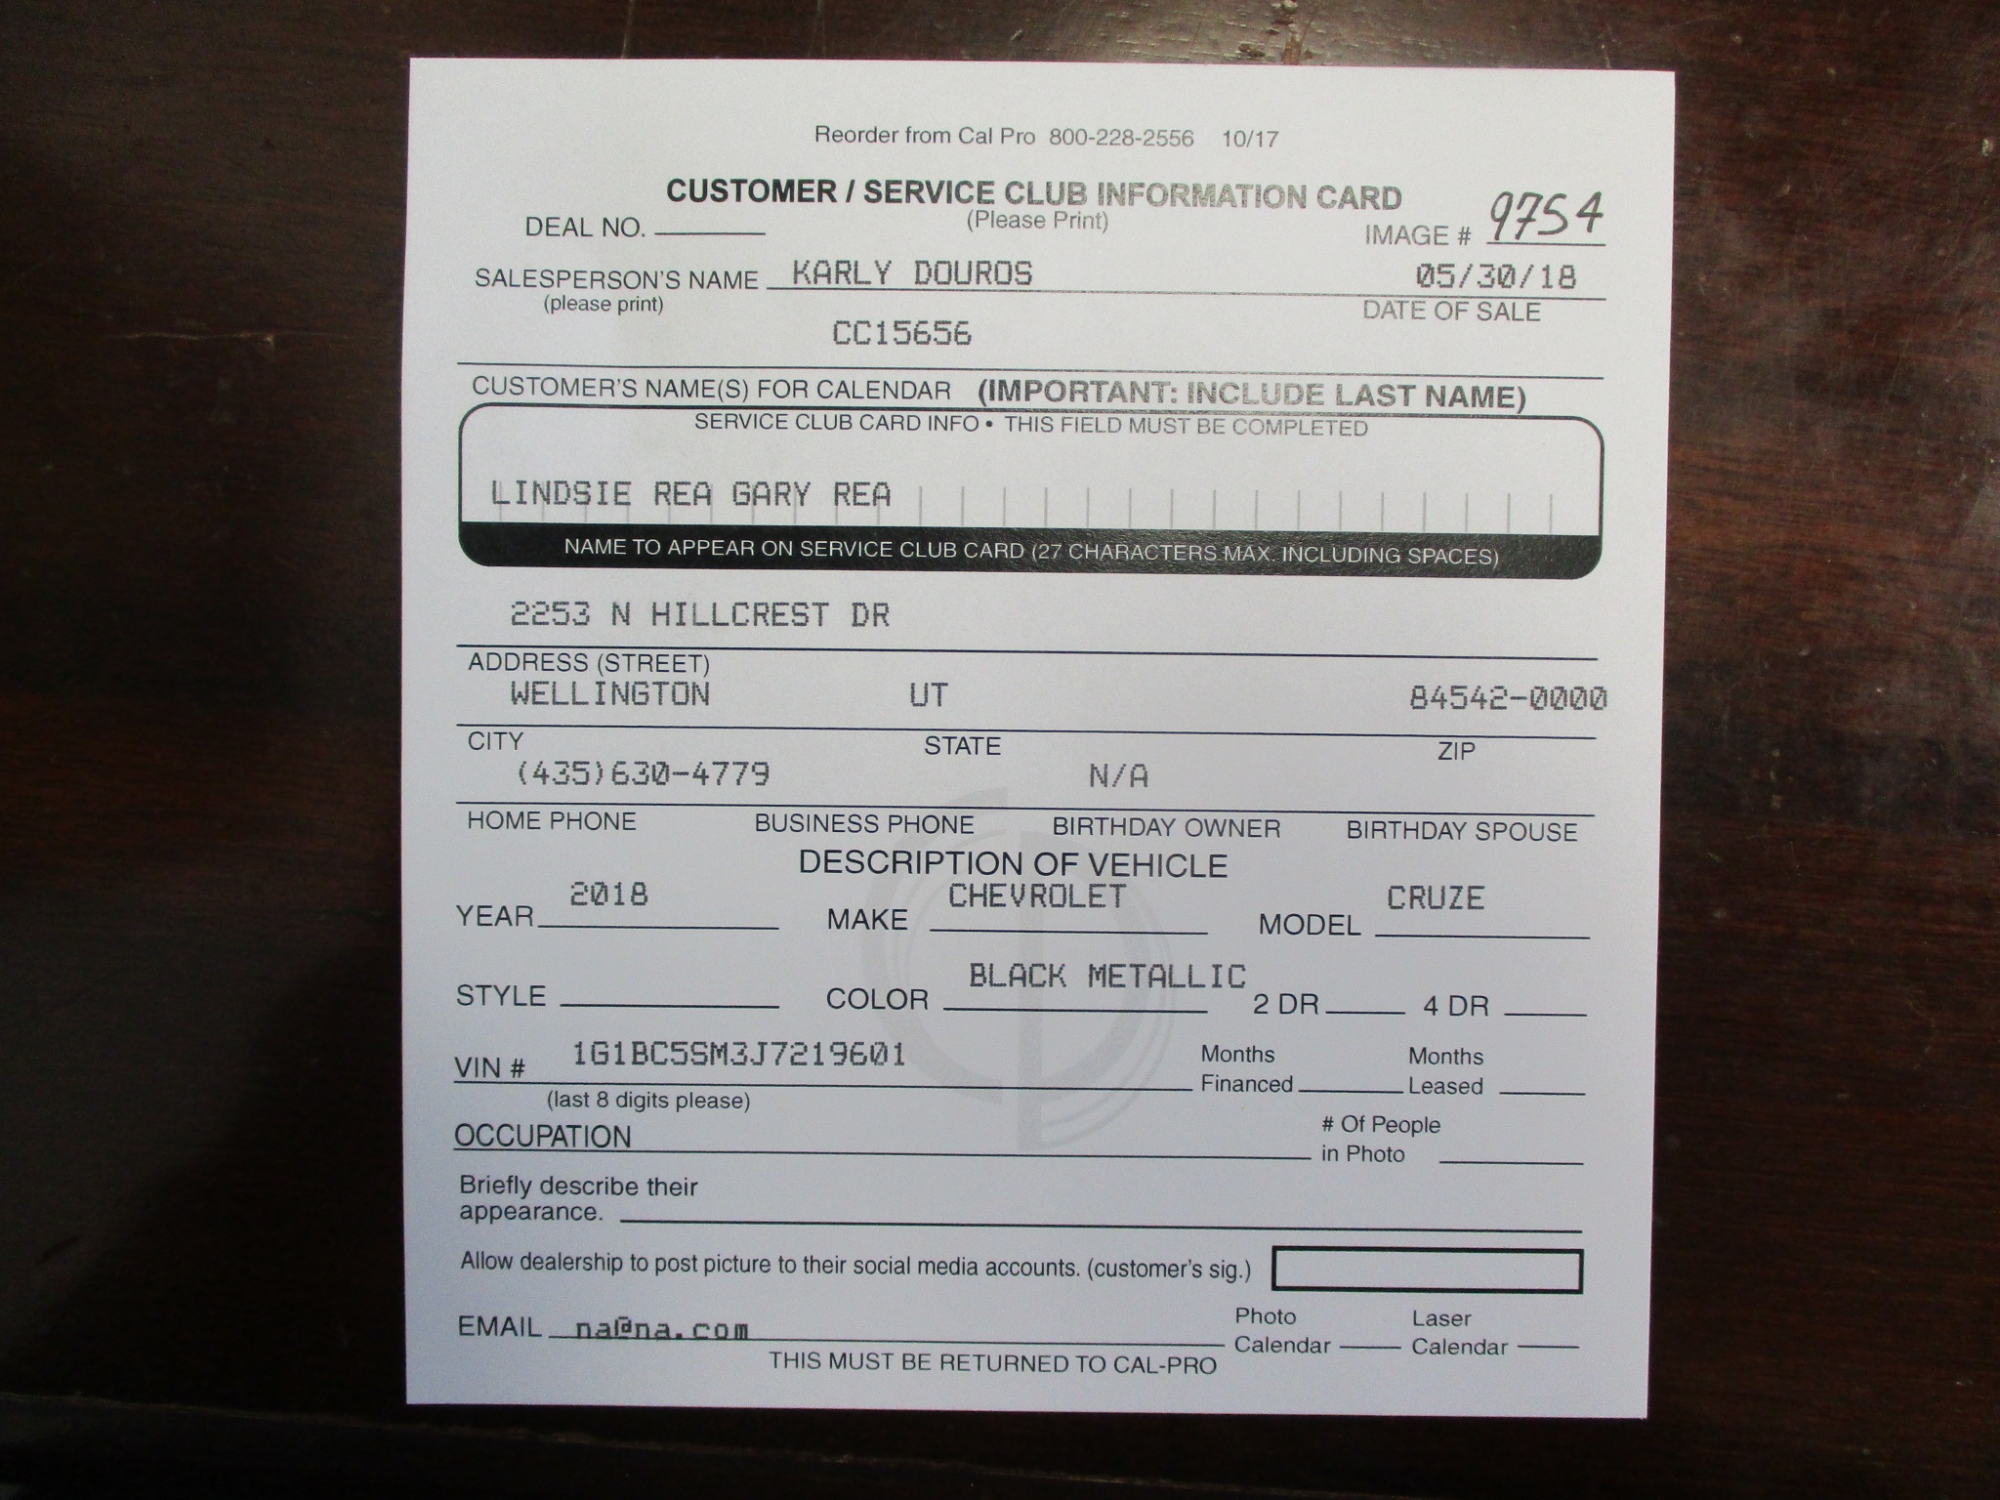 Reorder from Cal Pro 800-228-2556 10/17
CUSTOMER / SERVICE CLUB INFORMATION CARD
(Please Print)
DEAL NO.
IMAGE # 9754
SALESPERSON'S NAME KARLY DOUROS 05/30/18
(please print)
DATE OF SALE
CC15656
CUSTOMER'S NAME(S) FOR CALENDAR (IMPORTANT: INCLUDE LAST NAME)
SERVICE CLUB CARD INFO • THIS FIELD MUST BE COMPLETED
LINDSIE REA GARY REA
NAME TO APPEAR ON SERVICE CLUB CARD (27 CHARACTERS MAX. INCLUDING SPACES)
2253 N HILLCREST DR
ADDRESS (STREET)
WELLINGTON UT 84542-0000
CITY STATE ZIP
(435)630-4779 N/A
HOME PHONE BUSINESS PHONE BIRTHDAY OWNER BIRTHDAY SPOUSE
DESCRIPTION OF VEHICLE
YEAR 2018 MAKE CHEVROLET MODEL CRUZE
STYLE COLOR BLACK METALLIC 2 DR 4 DR
VIN # 1G1BC5SM3J7219601
(last 8 digits please)
Months Financed
Months Leased
OCCUPATION
# Of People
in Photo
Briefly describe their
appearance.
Allow dealership to post picture to their social media accounts. (customer's sig.)
EMAIL na@na.com
Photo Calendar
Laser Calendar
THIS MUST BE RETURNED TO CAL-PRO